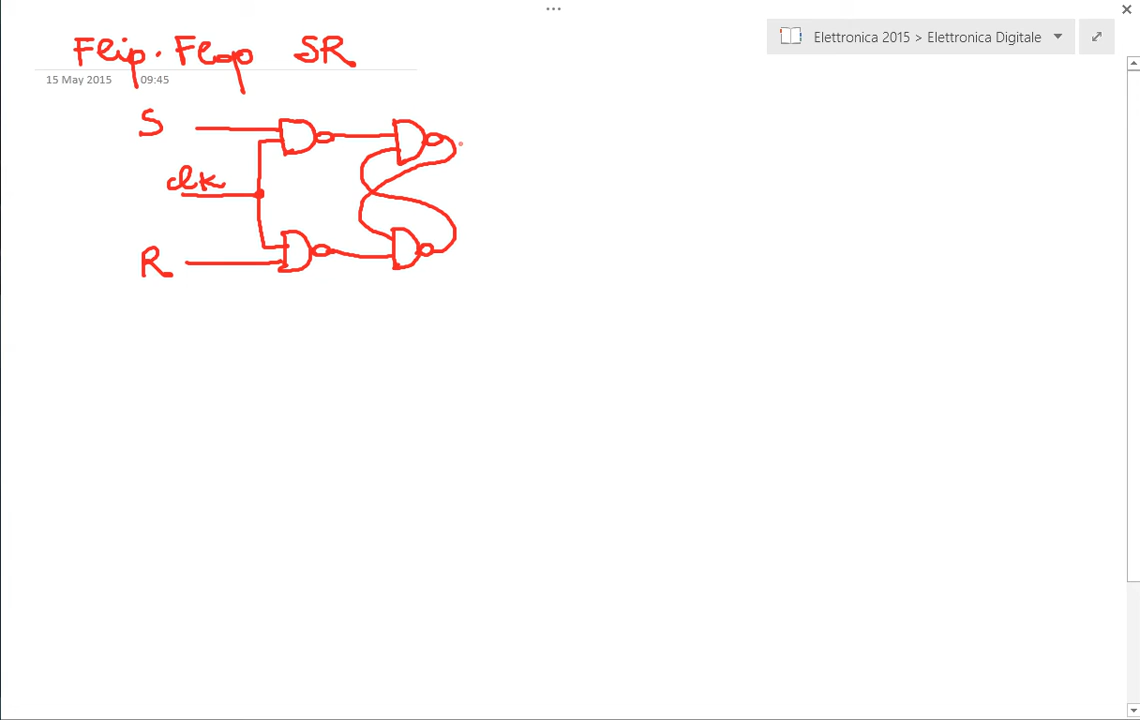 Elettronica 2015 > Elettronica Digitale
Flip-Flop SR
15 May 2015 09:45
S
clk
R